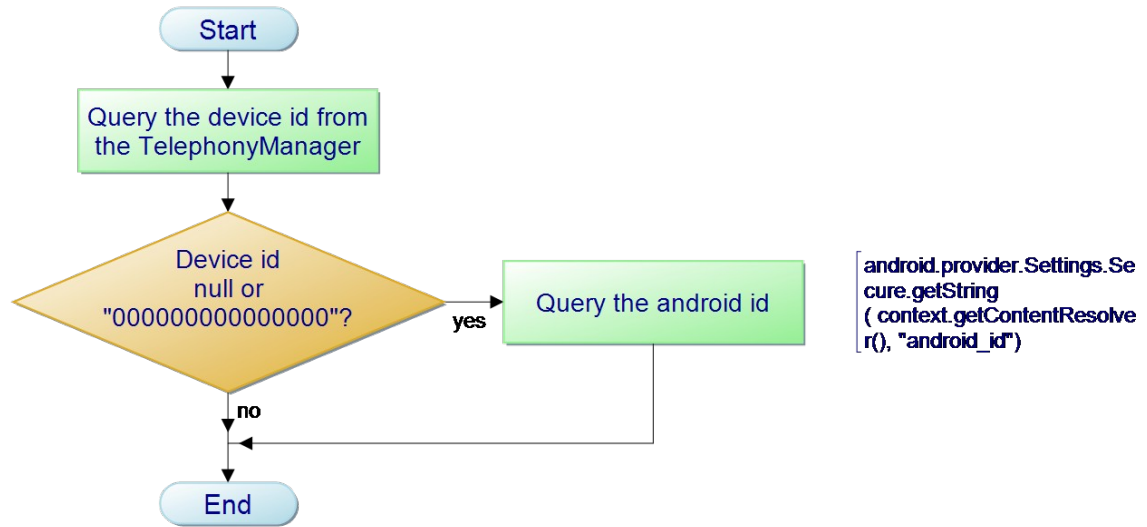 Start
Query the device id from
the TelephonyManager
Device id
null or
"000000000000000"?
yes
Query the android id
android.provider.Settings.Se
cure.getString
( context.getContentResolve
r(), "android_id")
no
End